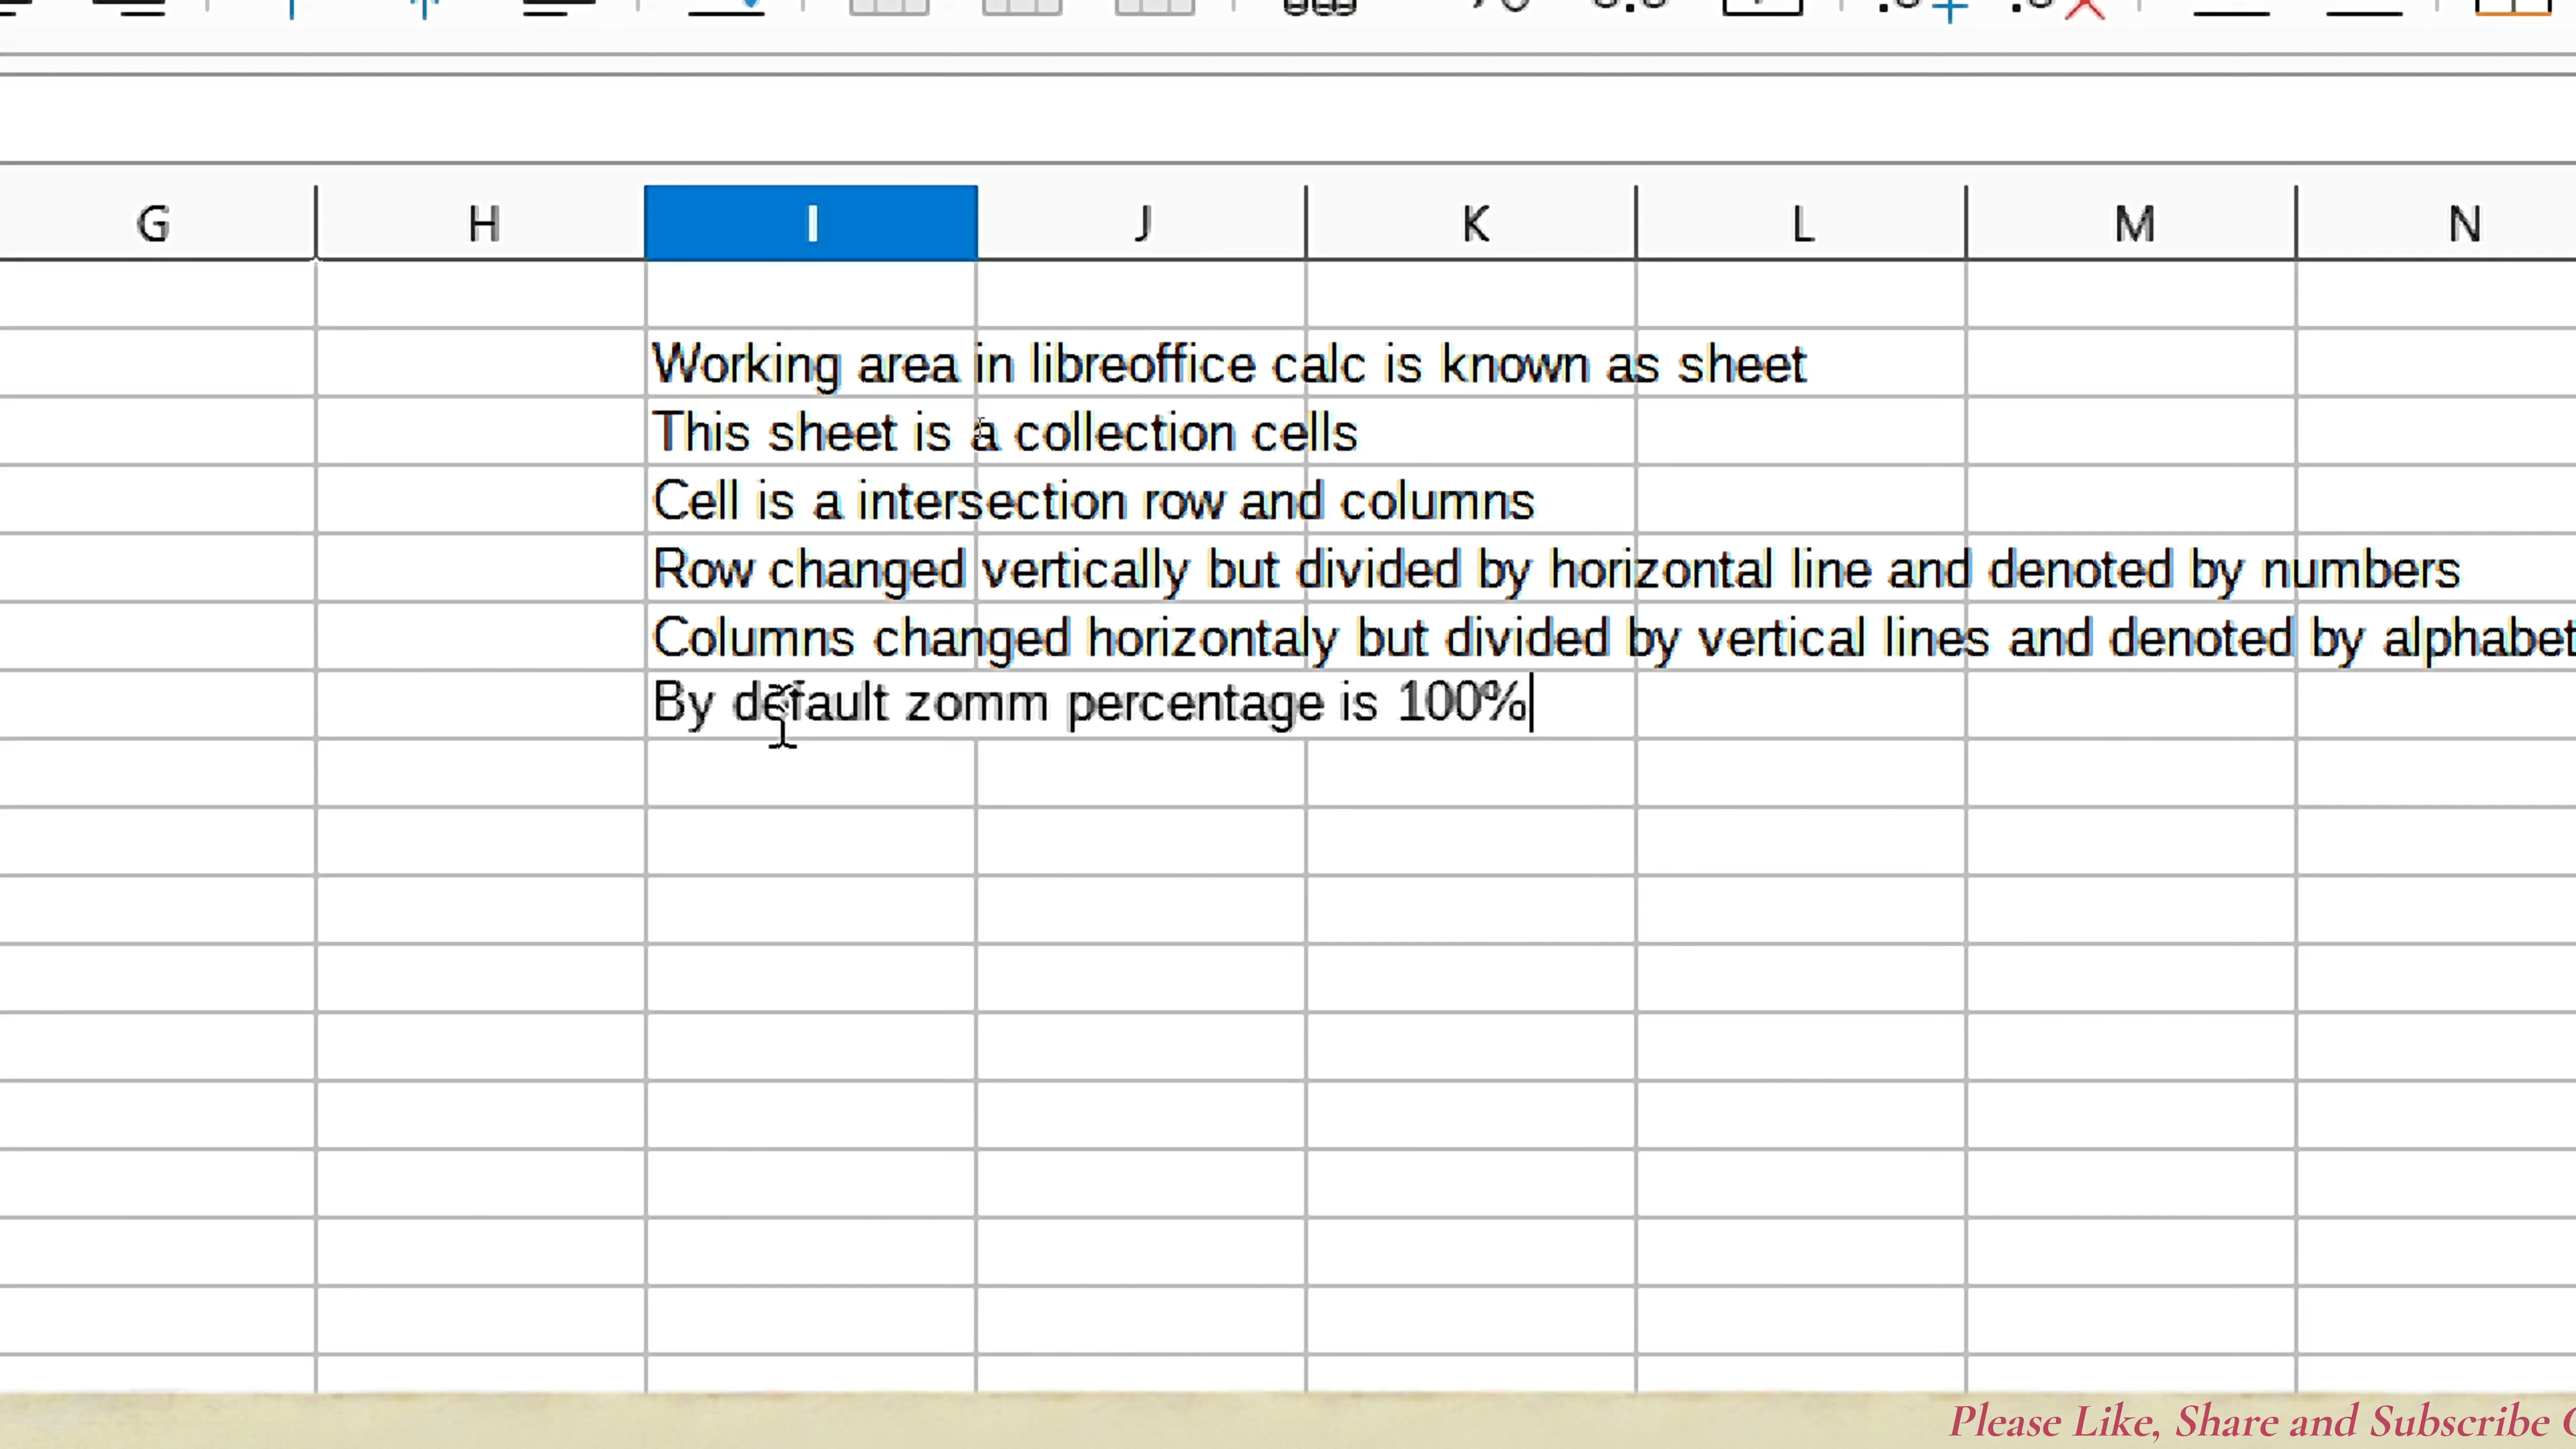 G H I J K L M N
Working area in libreoffice calc is known as sheet
This sheet is a collection cells
Cell is a intersection row and columns
Row changed vertically but divided by horizontal line and denoted by numbers
Columns changed horizontaly but divided by vertical lines and denoted by alphabet
By default zomm percentage is 100%
Please Like, Share and Subscribe